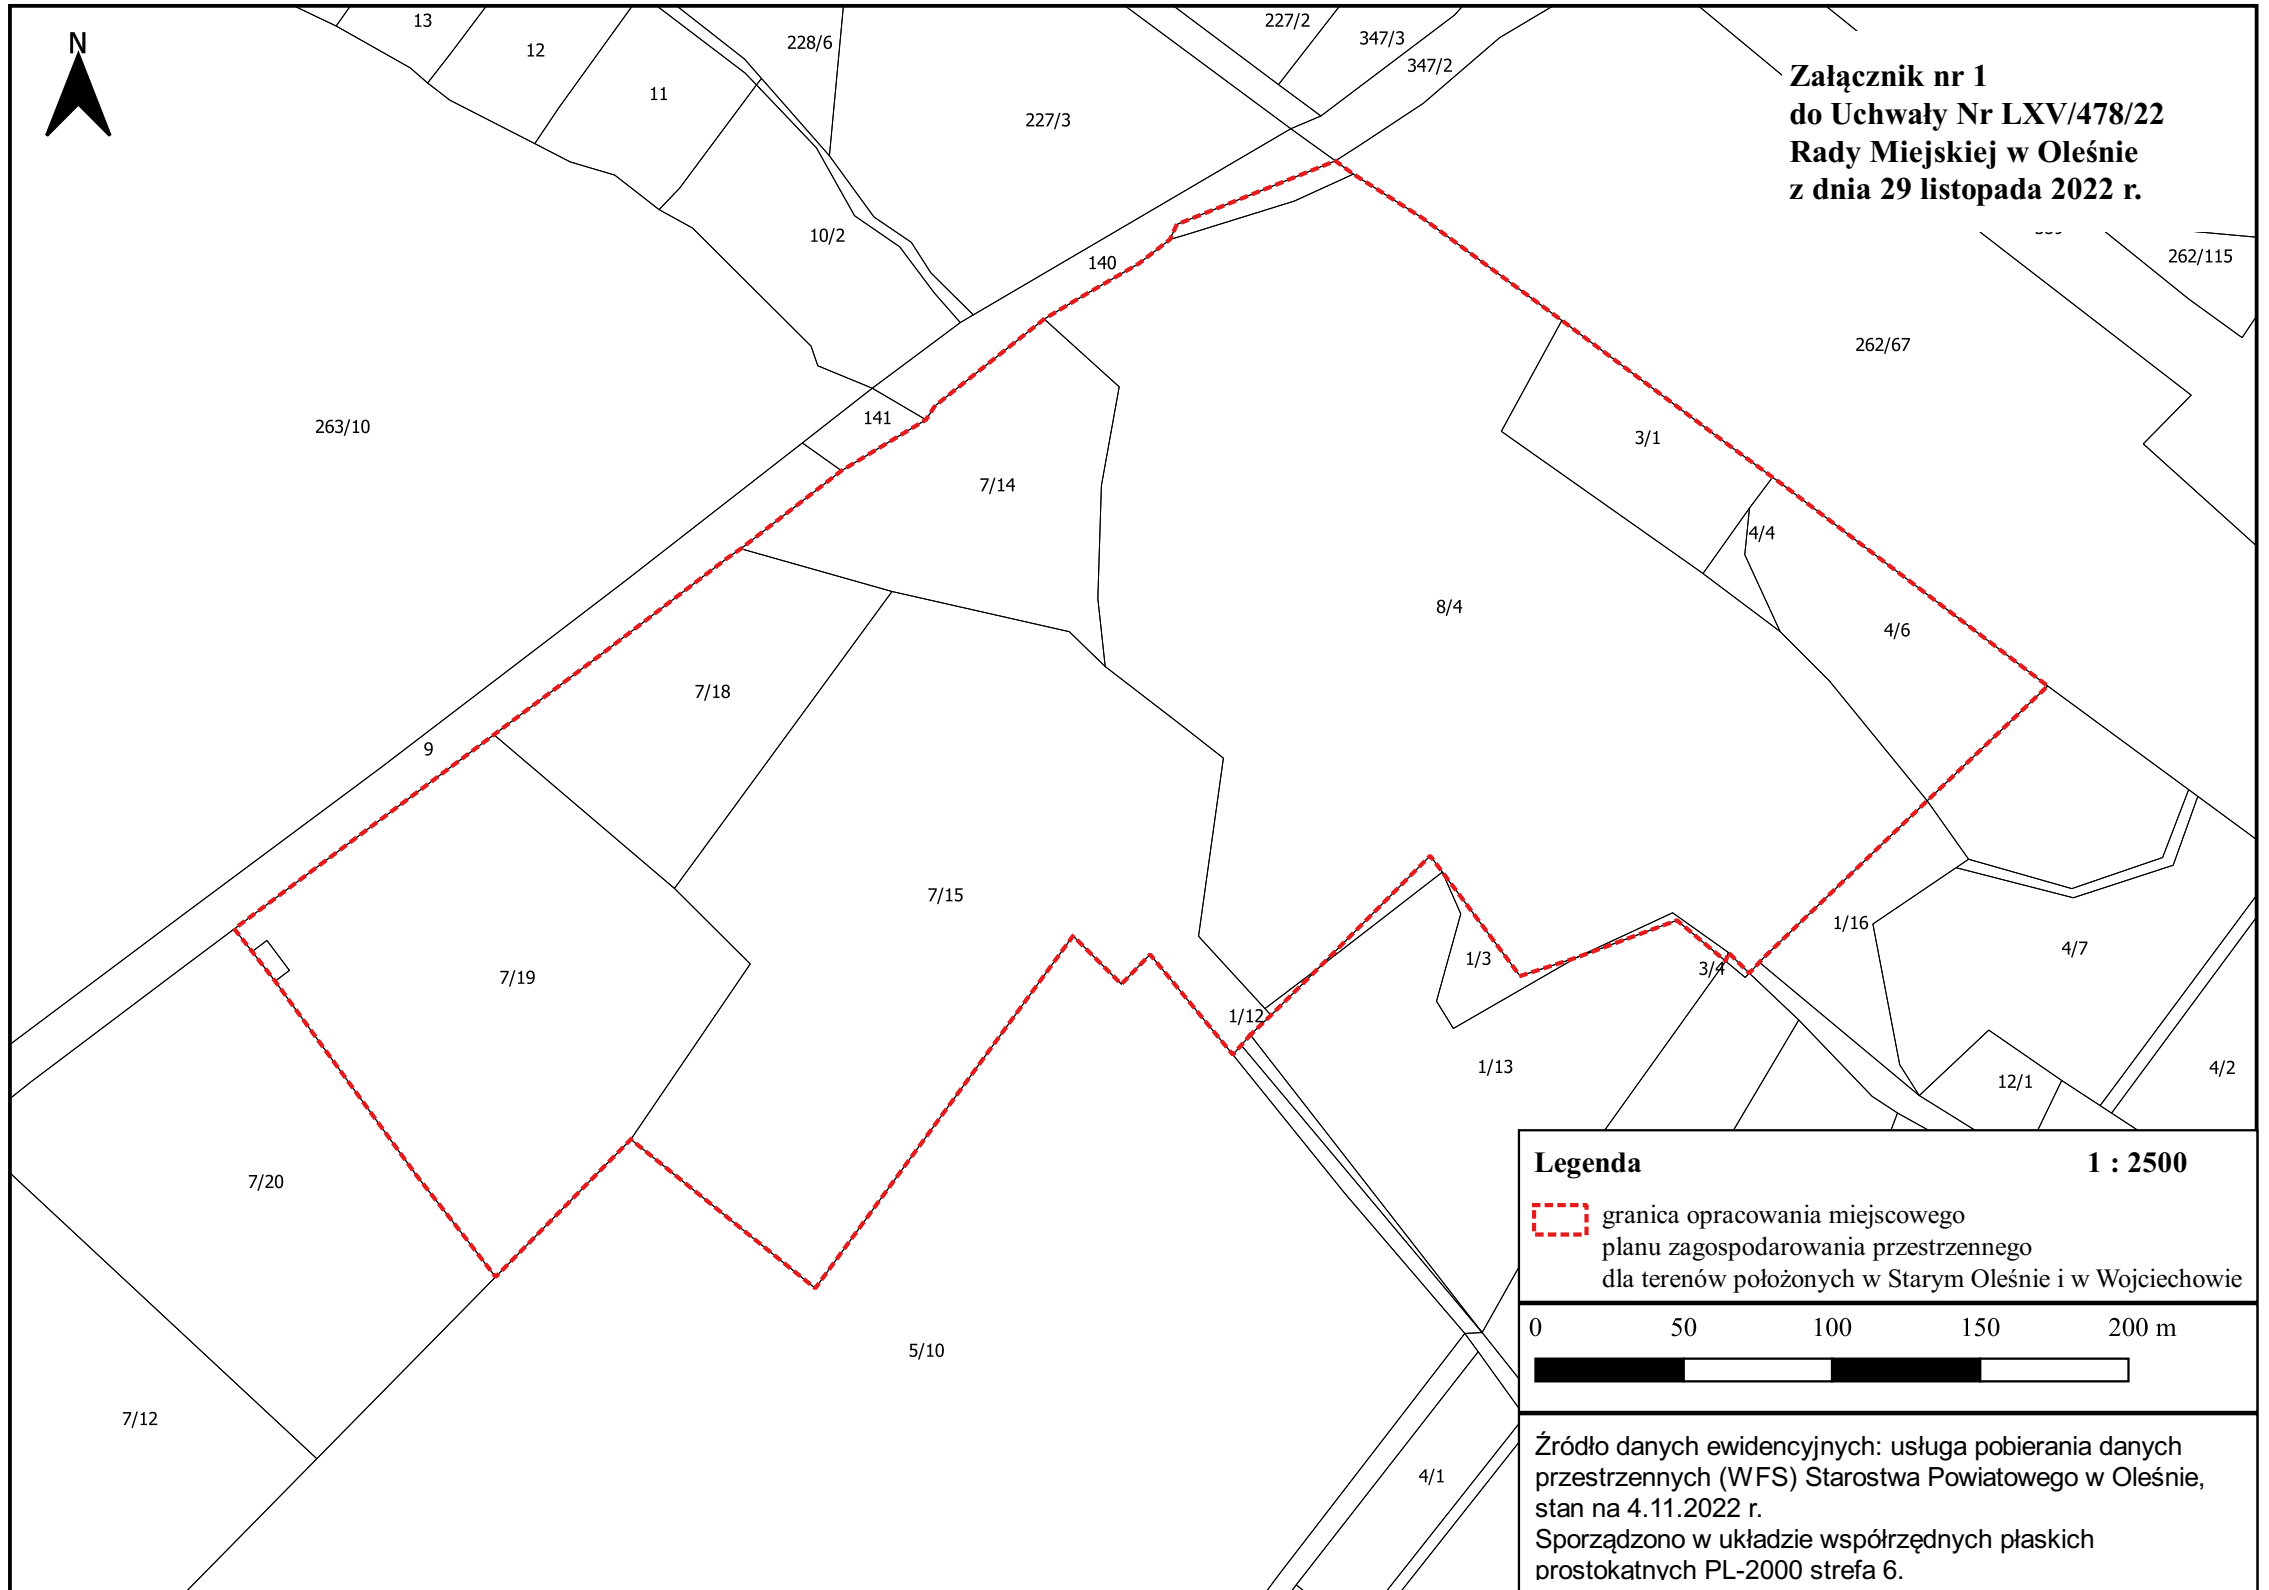 N
13
12
11
228/6
227/3
227/2
347/3
347/2
Załącznik nr 1
do Uchwały Nr LXV/478/22
Rady Miejskiej w Oleśnie
z dnia 29 listopada 2022 r.
10/2
140
262/115
262/67
263/10
141
3/1
7/14
4/4
8/4
4/6
7/18
9
7/15
1/16
4/7
7/19
1/3
3/4
1/12
1/13
12/1
4/2
7/20
5/10
7/12
4/1
Legenda 1 : 2500
granica opracowania miejscowego
planu zagospodarowania przestrzennego
dla terenów położonych w Starym Oleśnie i w Wojciechowie
0 50 100 150 200 m
Źródło danych ewidencyjnych: usługa pobierania danych
przestrzennych (WFS) Starostwa Powiatowego w Oleśnie,
stan na 4.11.2022 r.
Sporządzono w układzie współrzędnych płaskich
prostokątnych PL-2000 strefa 6.